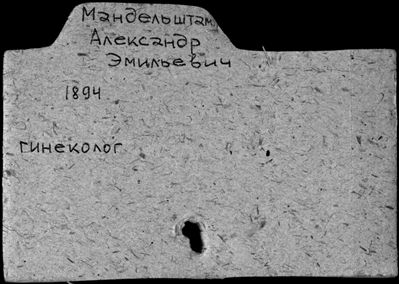 Мандельштам,
Александр
Эмильевич
1894
гинеколог